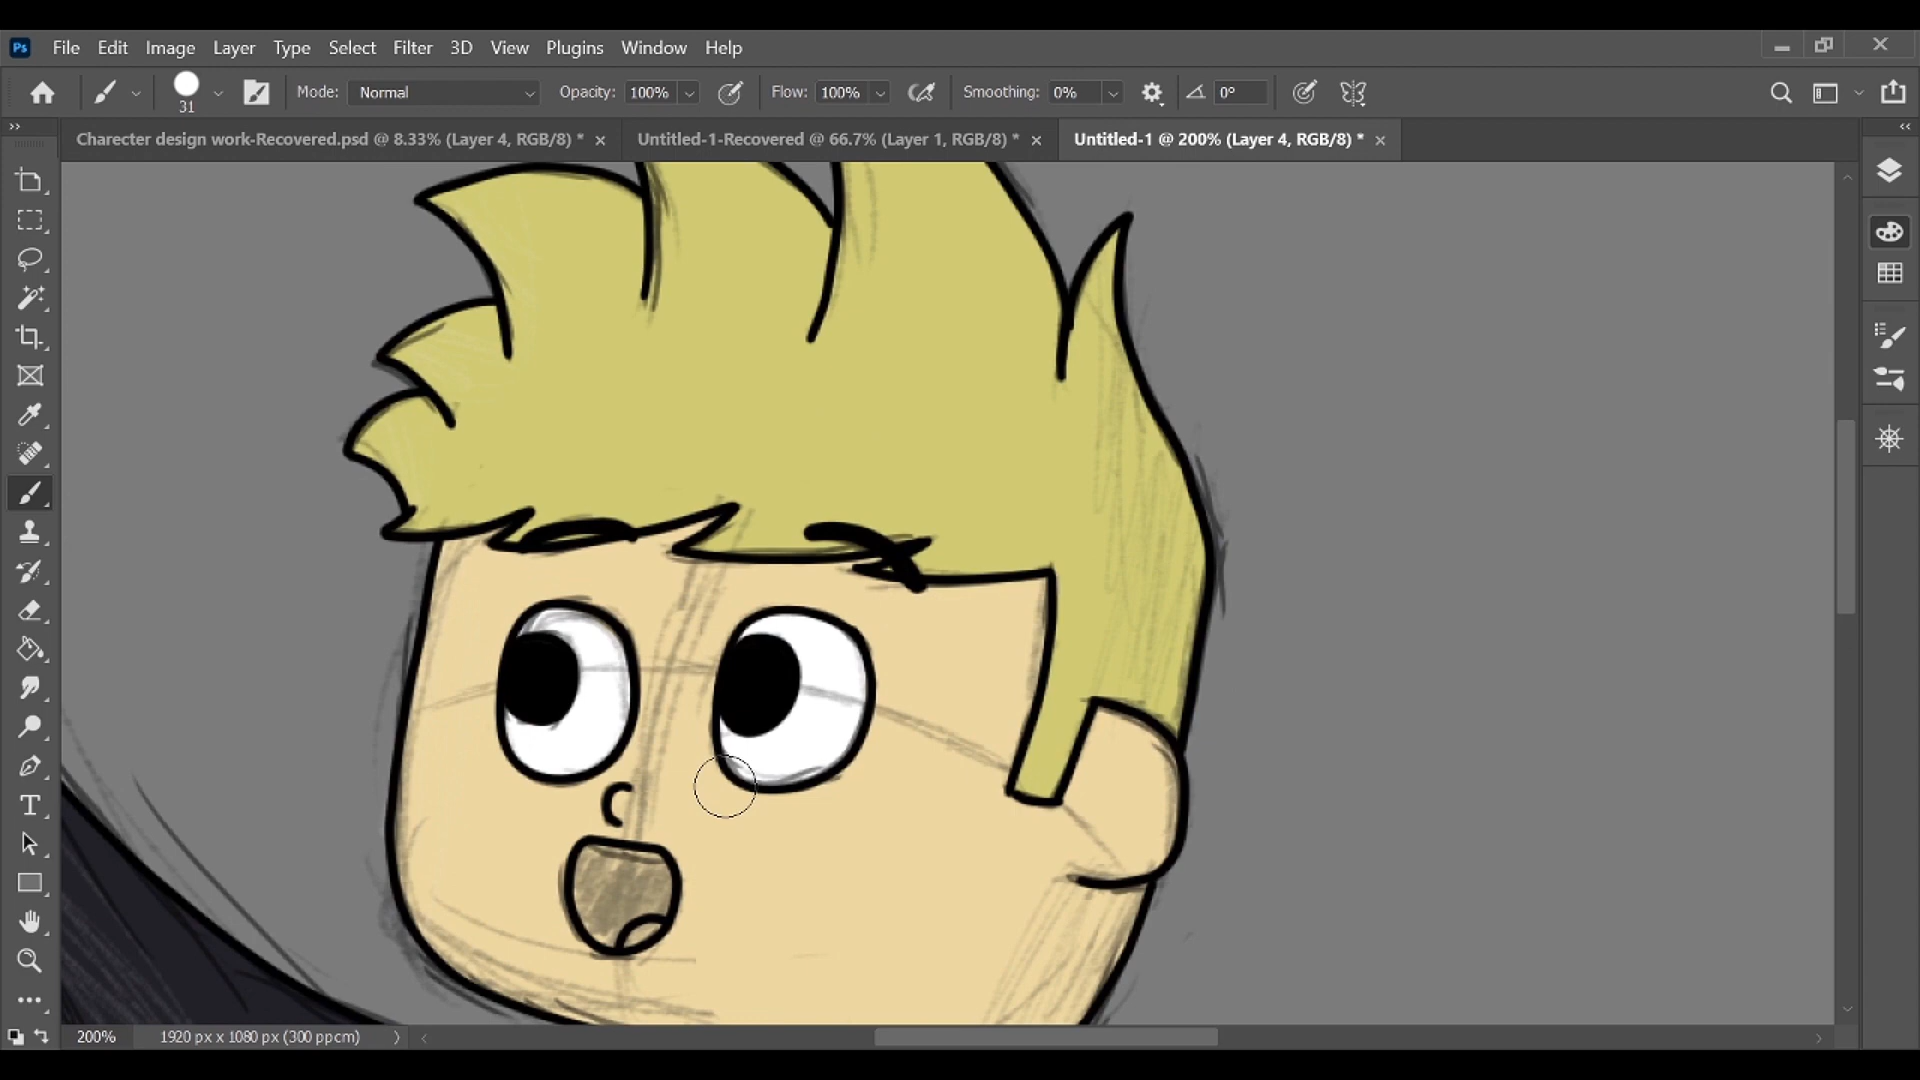 Ps File Edit Image Layer Type Select Filter 3D View Plugins Window Help
31 Mode: Normal Opacity: 100% Flow: 100% Smoothing: 0% 0°
Charecter design work-Recovered.psd @ 8.33% (Layer 4, RGB/8) * Untitled-1-Recovered @ 66.7% (Layer 1, RGB/8) * Untitled-1 @ 200% (Layer 4, RGB/8) *
200% 1920 px x 1080 px (300 ppcm)